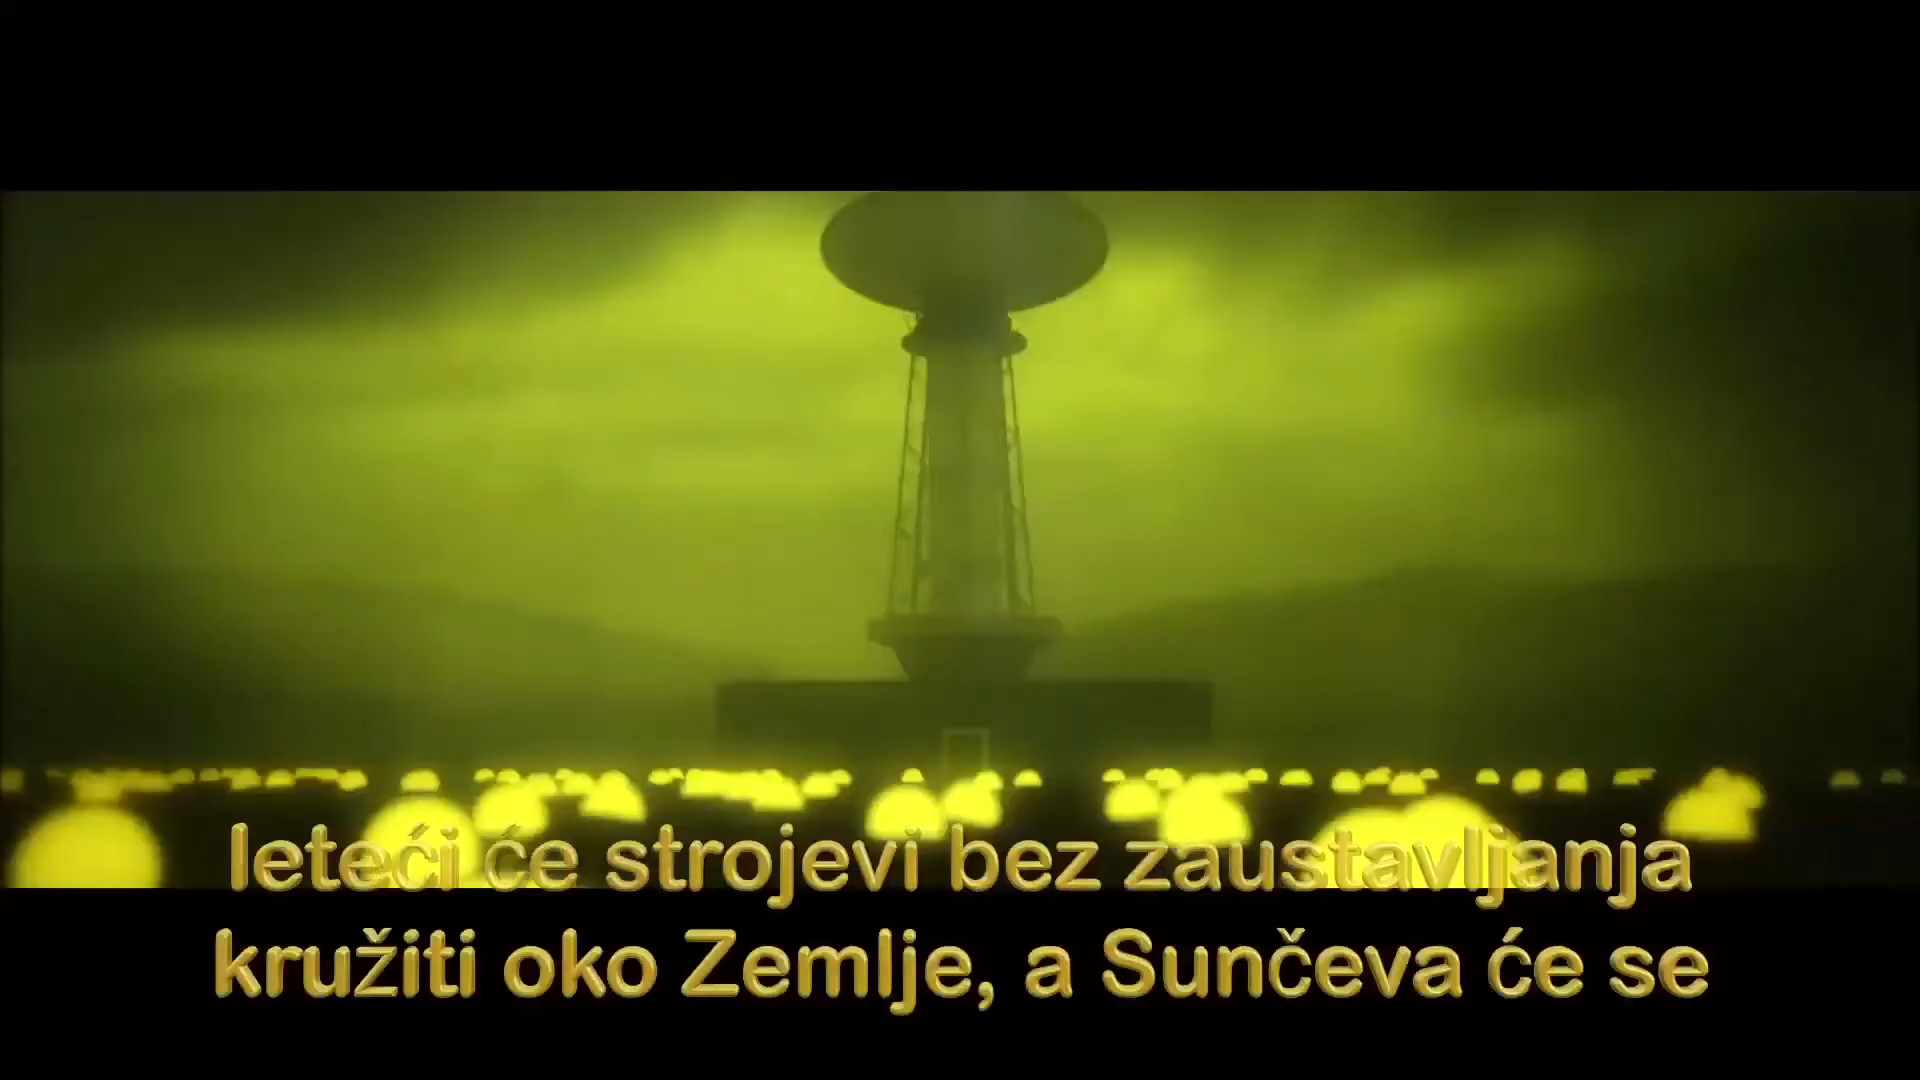 leteći će strojevi bez zaustavljanja
kružiti oko Zemlje, a Sunčeva će se